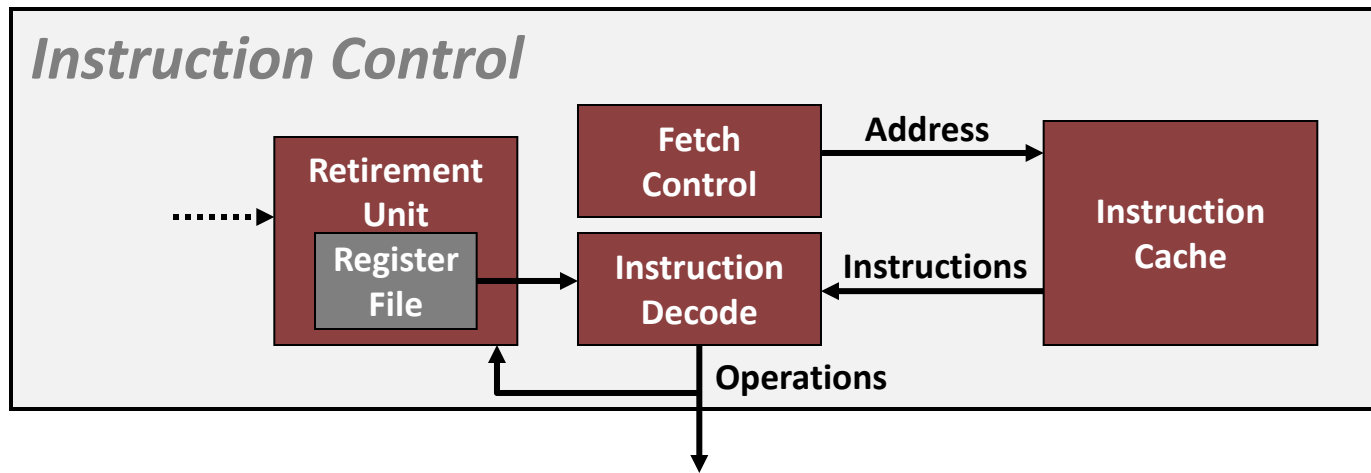 Instruction Control
Retirement
Unit
Register
File
Fetch
Control
Address
Instruction
Cache
Instruction
Decode
Instructions
Operations